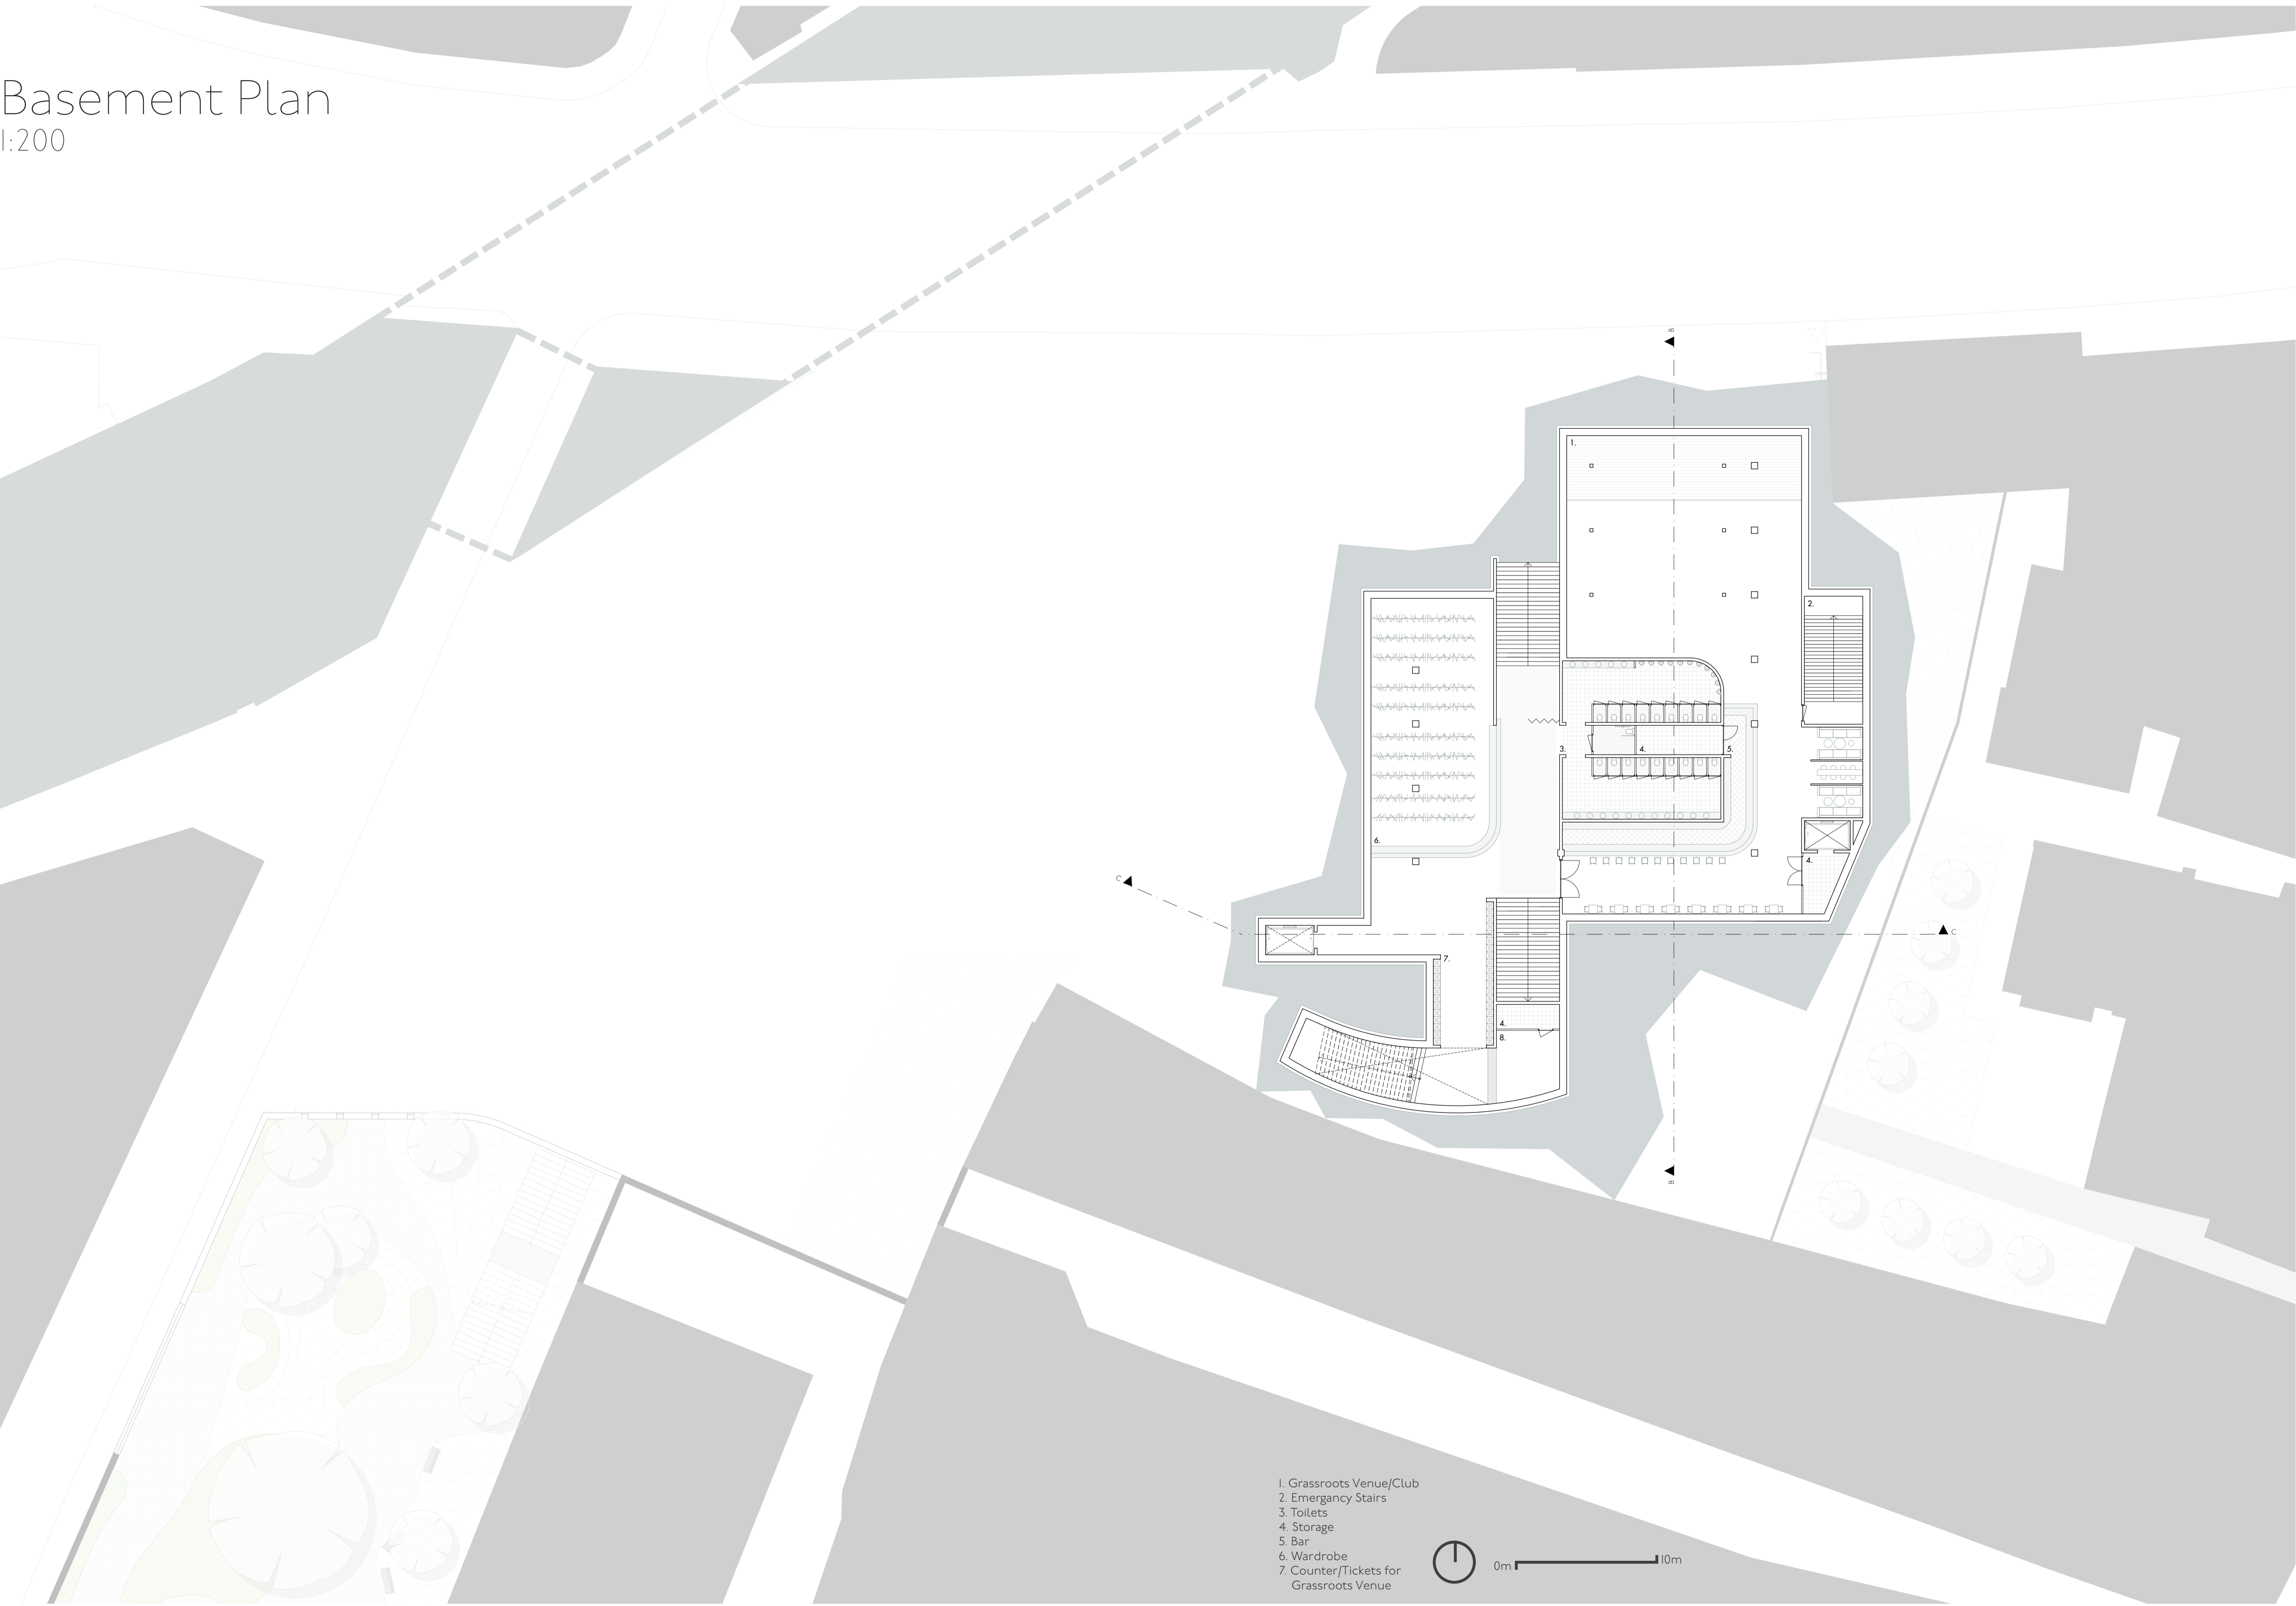 Basement Plan
1:200
B
1.
2.
3.
4.
5.
6.
4.
C
C
7.
4.
8.
B
1. Grassroots Venue/Club
2. Emergancy Stairs
3. Toilets
4. Storage
5. Bar
6. Wardrobe
7. Counter/Tickets for
Grassroots Venue
0m
10m